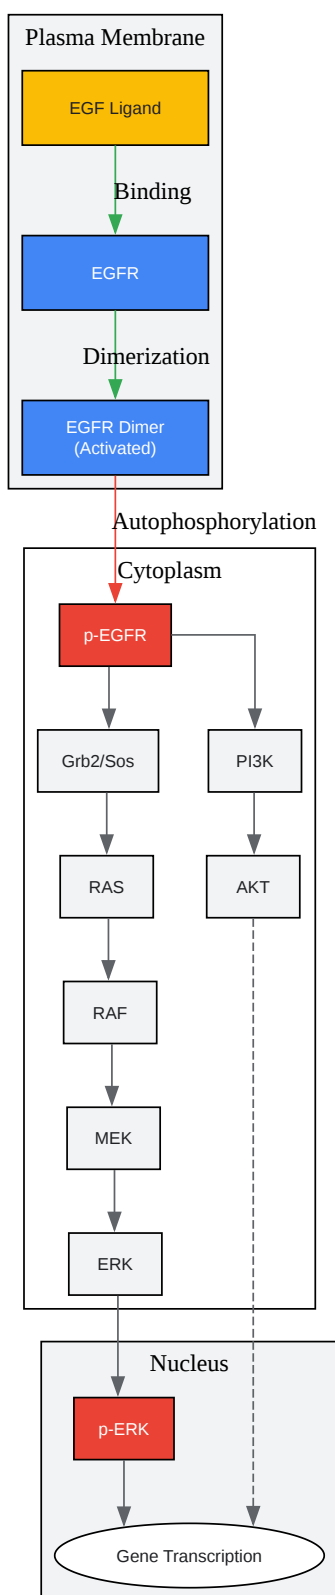 Plasma Membrane
EGF Ligand
Binding
EGFR
Dimerization
EGFR Dimer
(Activated)
Autophosphorylation
Cytoplasm
p-EGFR
Grb2/Sos
PI3K
RAS
AKT
RAF
MEK
ERK
Nucleus
p-ERK
Gene Transcription